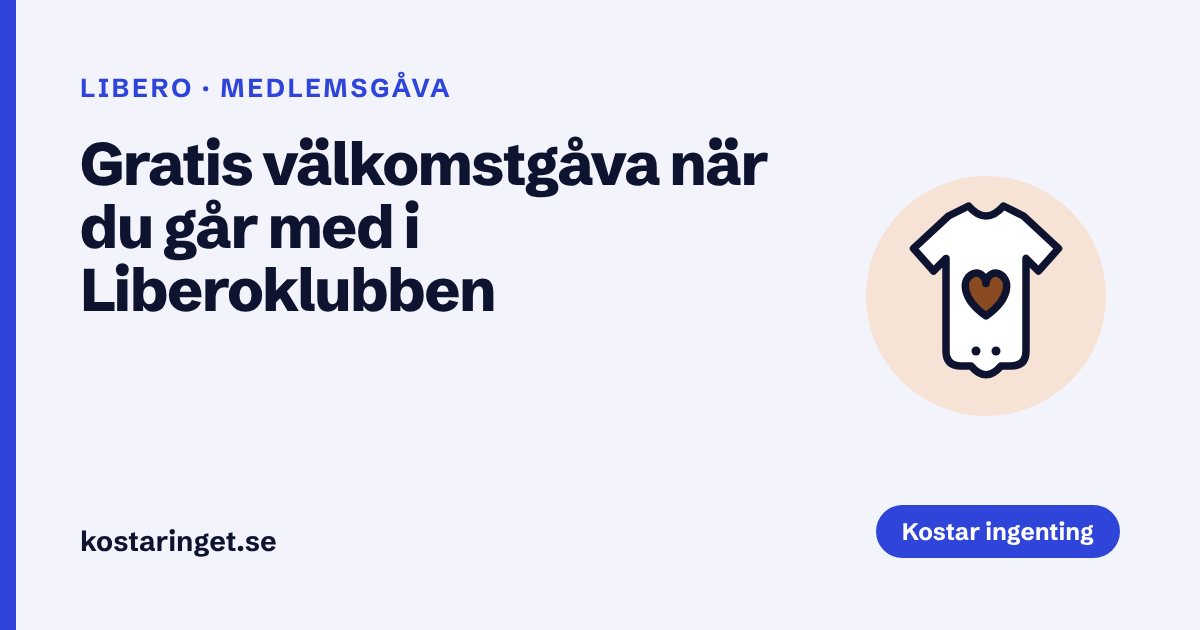 LIBERO · MEDLEMSGÅVA
Gratis välkomstgåva när
du går med i
Liberoklubben
kostaringet.se
Kostar ingenting